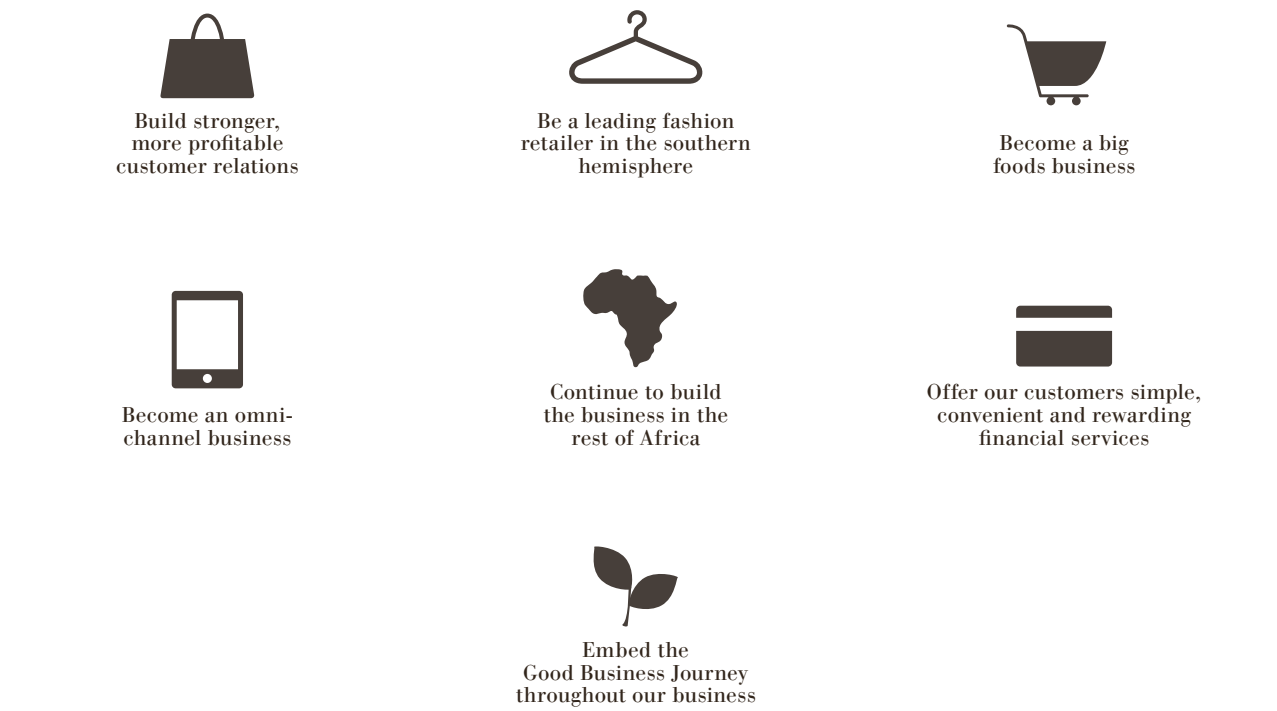 Build stronger,
more profitable
customer relations
Be a leading fashion
retailer in the southern
hemisphere
Become a big
foods business
Become an omni-
channel business
Continue to build
the business in the
rest of Africa
Offer our customers simple,
convenient and rewarding
financial services
Embed the
Good Business Journey
throughout our business